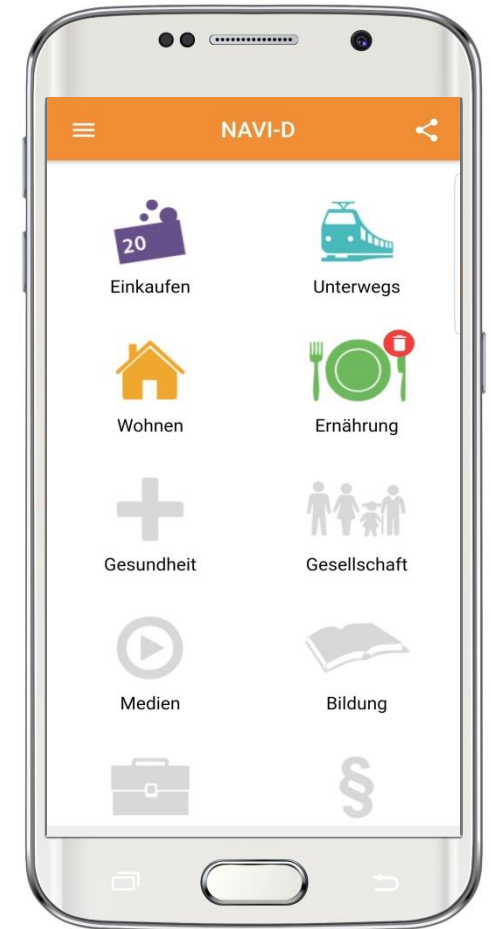 NAVI-D
20
Einkaufen
Unterwegs
Wohnen
Ernährung
Gesundheit
Gesellschaft
Medien
Bildung
§